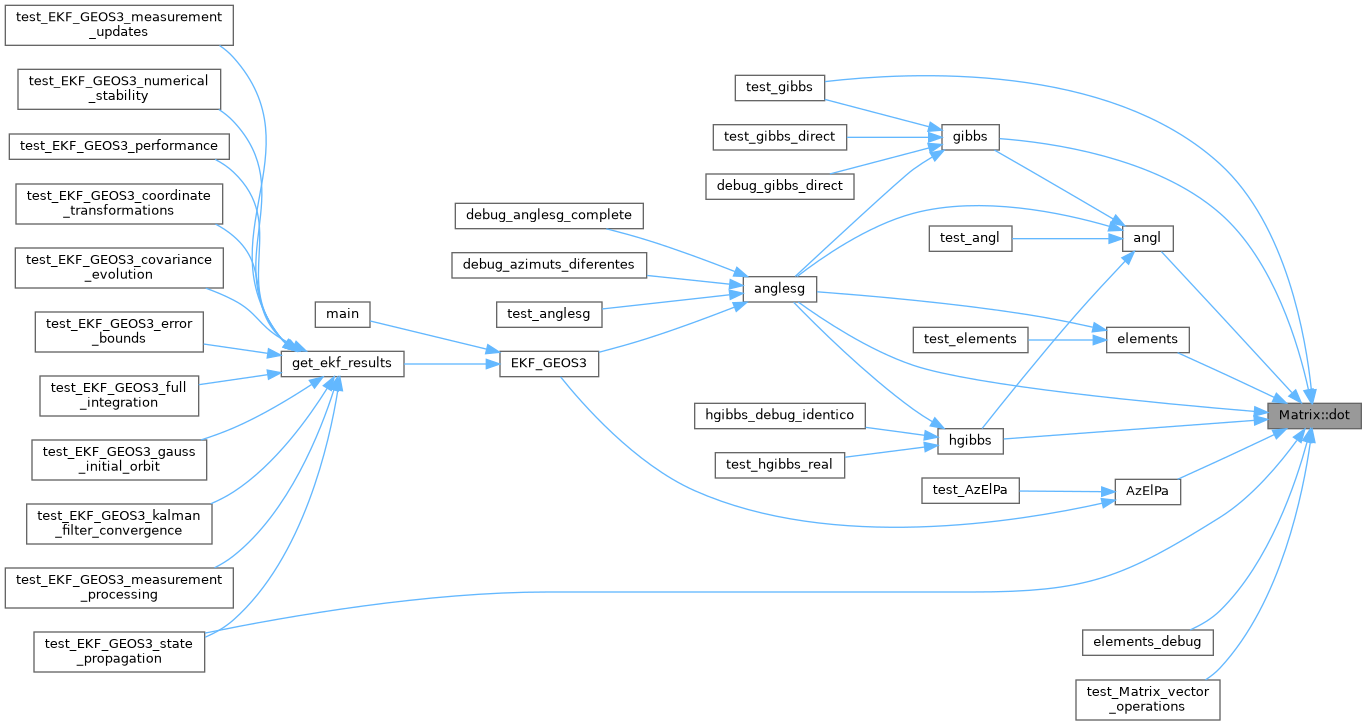 test_EKF_GEOS3_measurement
_updates
test_EKF_GEOS3_numerical
_stability
test_EKF_GEOS3_performance
test_EKF_GEOS3_coordinate
_transformations
test_EKF_GEOS3_covariance
_evolution
test_EKF_GEOS3_error
_bounds
test_EKF_GEOS3_full
_integration
test_EKF_GEOS3_gauss
_initial_orbit
test_EKF_GEOS3_kalman
_filter_convergence
test_EKF_GEOS3_measurement
_processing
test_EKF_GEOS3_state
_propagation
main
get_ekf_results
debug_anglesg_complete
debug_azimuts_diferentes
test_anglesg
EKF_GEOS3
test_gibbs
test_gibbs_direct
debug_gibbs_direct
anglesg
hgibbs_debug_identico
test_hgibbs_real
gibbs
test_angl
test_elements
hgibbs
test_AzElPa
angl
elements
AzElPa
elements_debug
test_Matrix_vector
_operations
Matrix::dot